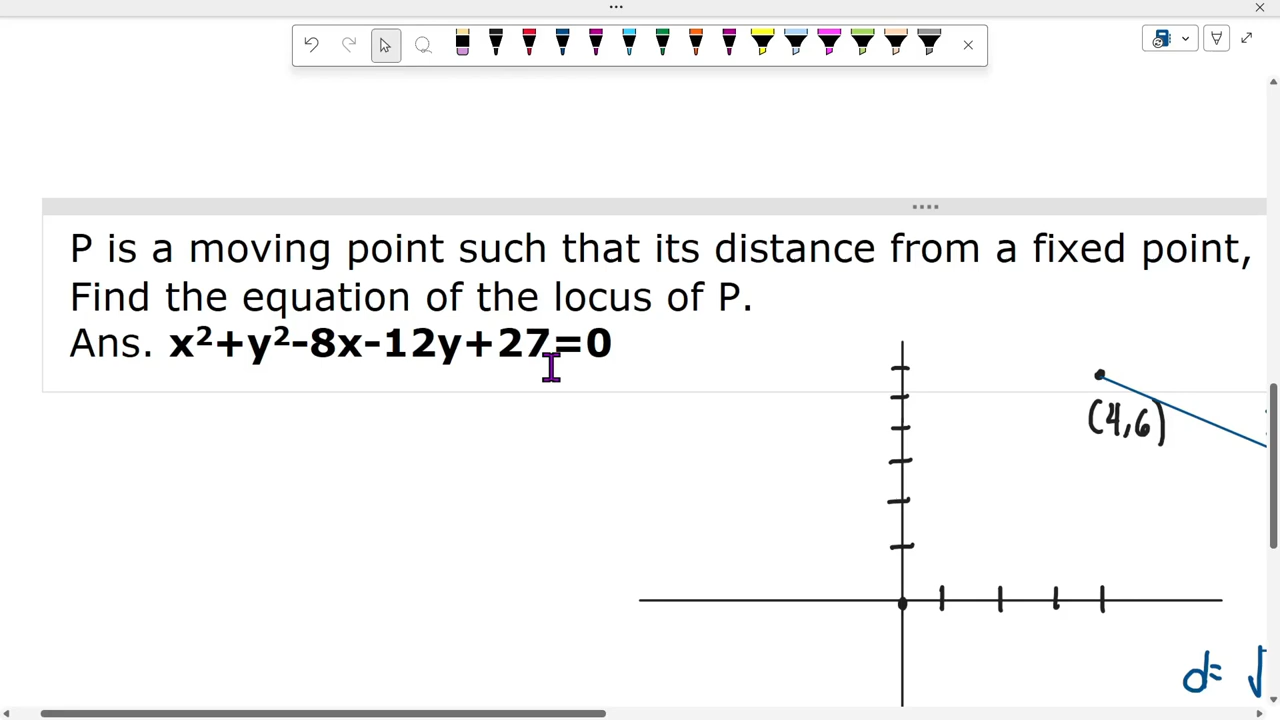 P is a moving point such that its distance from a fixed point,
Find the equation of the locus of P.
Ans. x²+y²-8x-12y+27=0
(4,6)
d= √